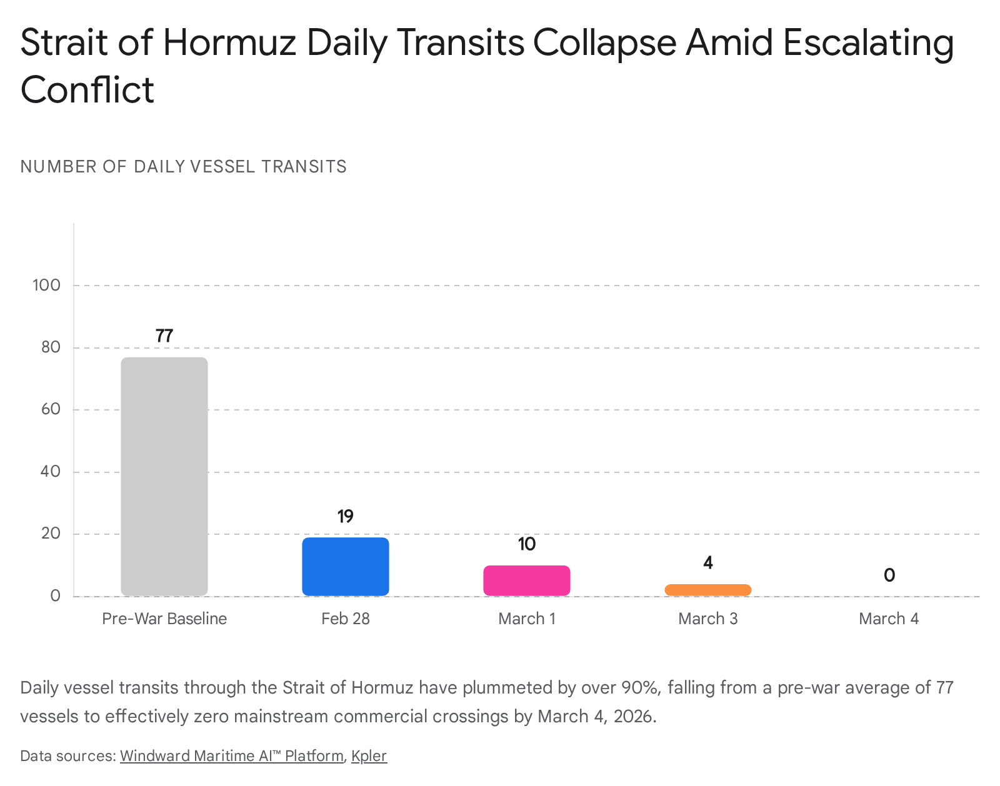 Strait of Hormuz Daily Transits Collapse Amid Escalating
Conflict
NUMBER OF DAILY VESSEL TRANSITS
100
80
60
40
20
0
77
19
10
4
0
Pre-War Baseline
Feb 28
March 1
March 3
March 4
Daily vessel transits through the Strait of Hormuz have plummeted by over 90%, falling from a pre-war average of 77
vessels to effectively zero mainstream commercial crossings by March 4, 2026.
Data sources: Windward Maritime AI™ Platform, Kpler